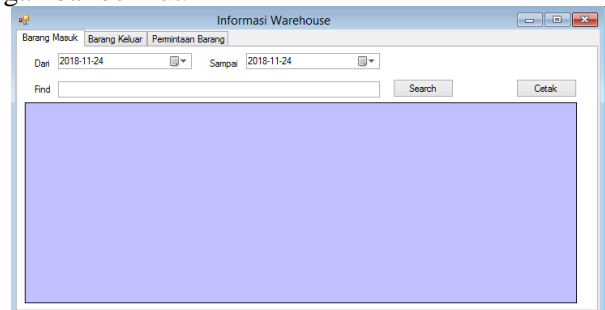 Informasi Warehouse
Barang Masuk Barang Keluar Permintaan Barang
Dari 2018-11-24 Sampai 2018-11-24
Find Search Cetak